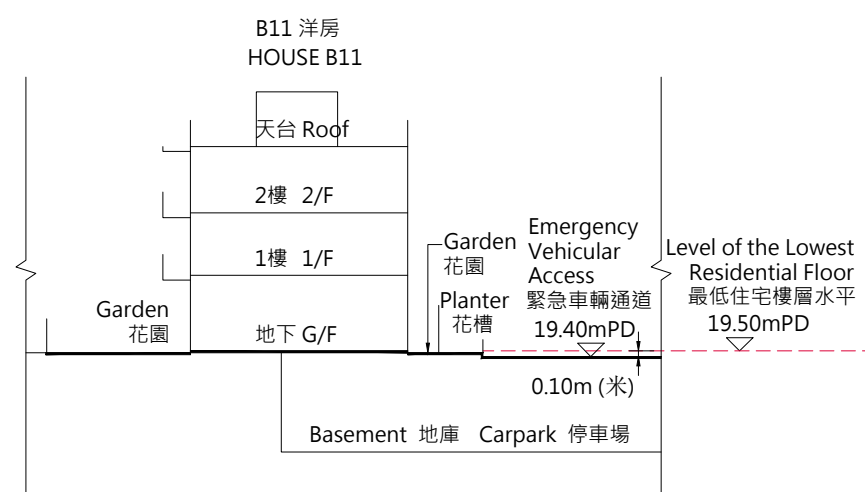 B11 洋房
HOUSE B11
天台 Roof
2樓 2/F
1樓 1/F
地下 G/F
Garden
花園
Garden
花園
Planter
花槽
Emergency
Vehicular
Access
緊急車輛通道
19.40mPD
0.10m (米)
Level of the Lowest
Residential Floor
最低住宅樓層水平
19.50mPD
Basement 地庫 Carpark 停車場